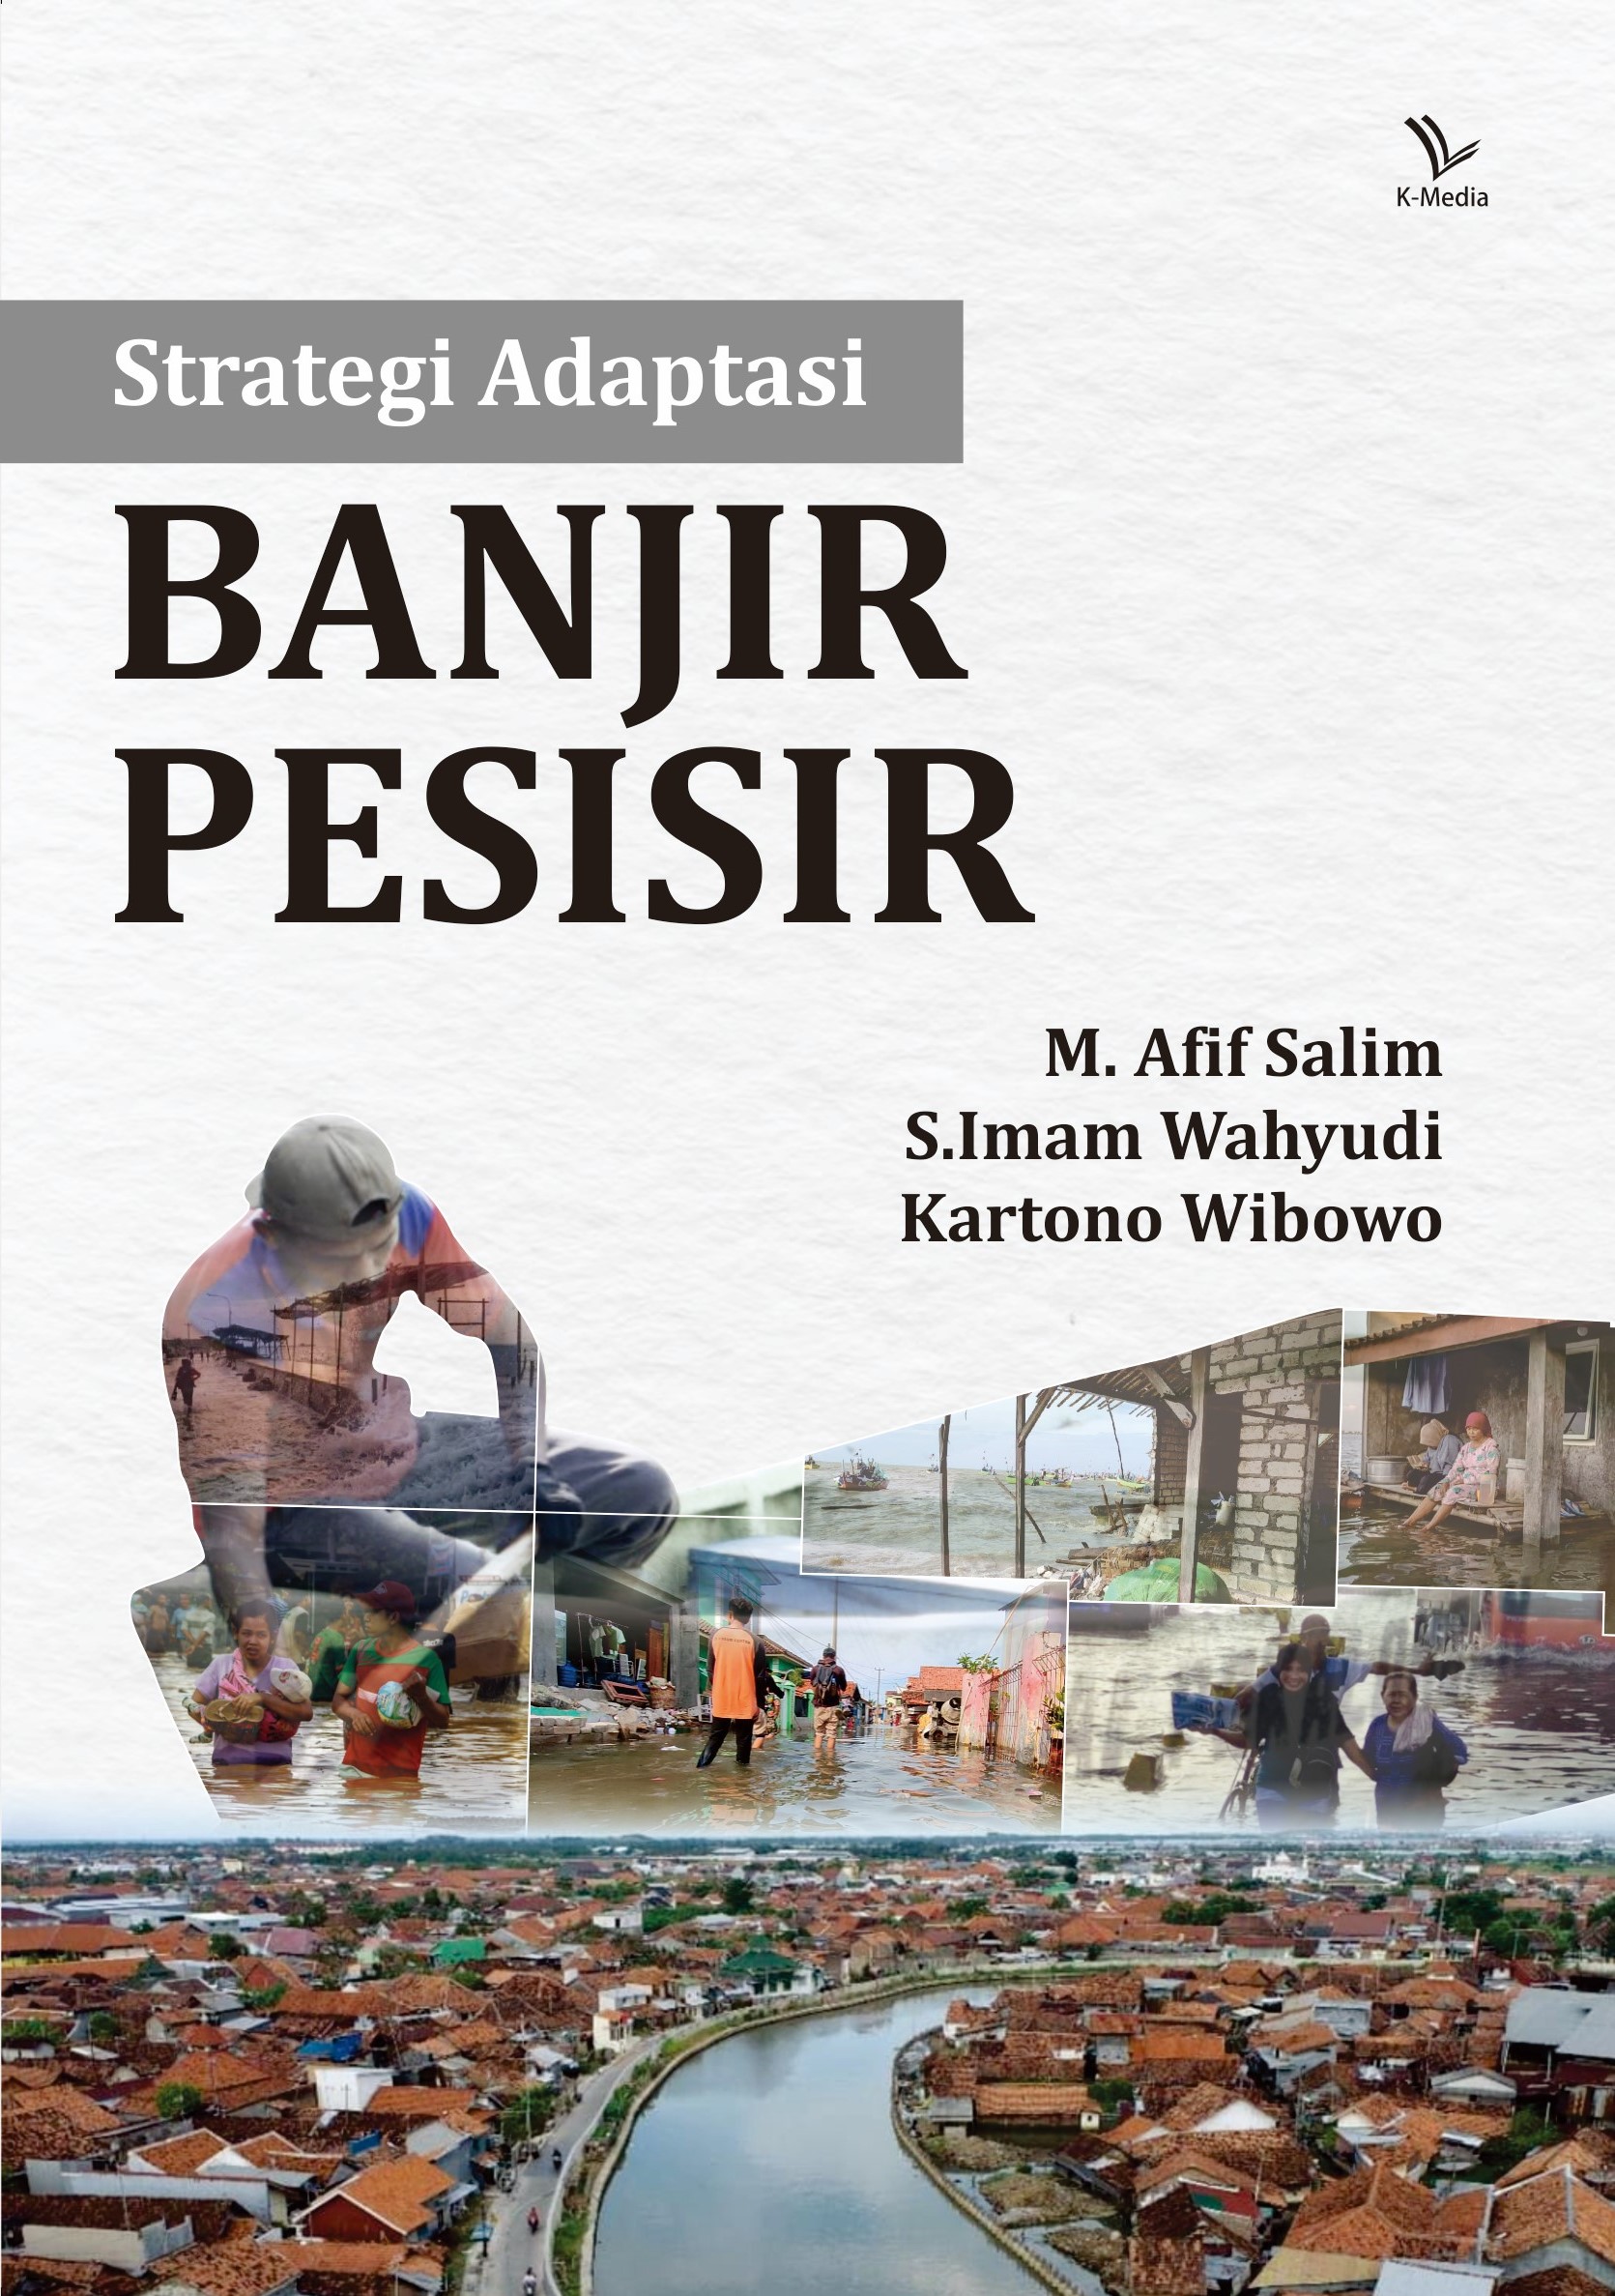 K-Media
Strategi Adaptasi
BANJIR
PESISIR
M. Afif Salim
S.Imam Wahyudi
Kartono Wibowo